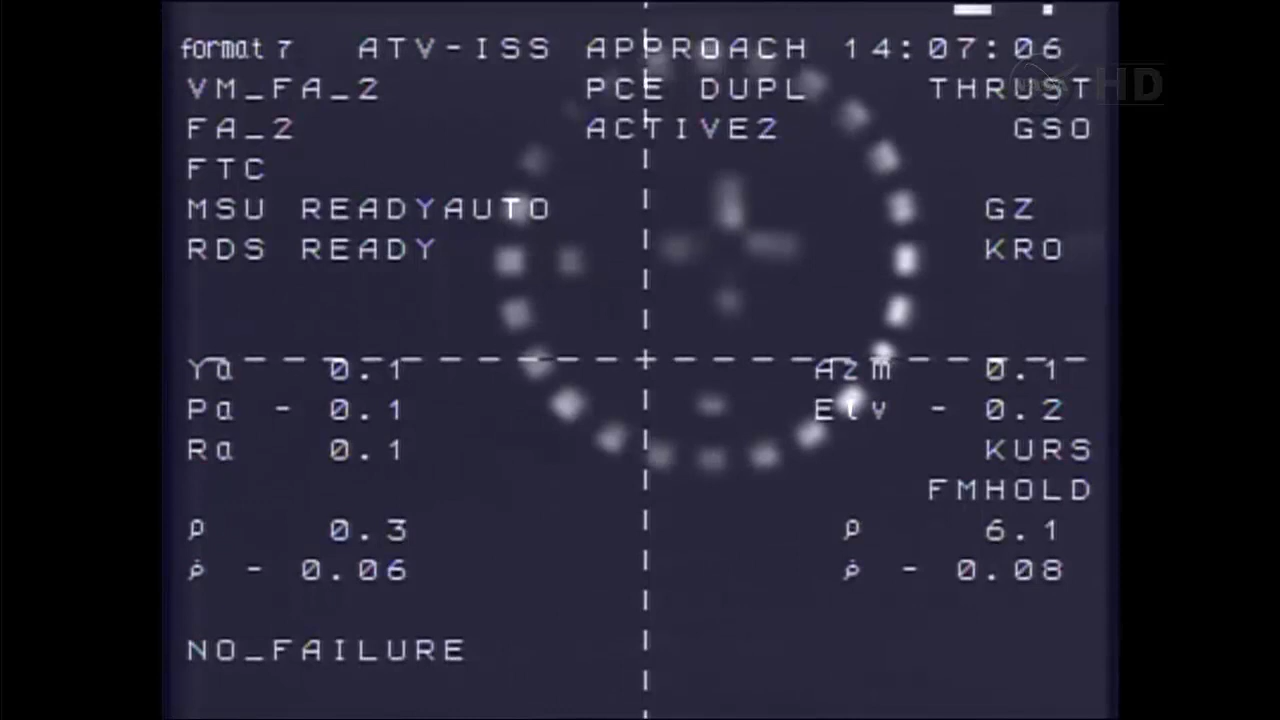 format 7 ATV-ISS APPROACH 14:07:06
VM_FA_2 PCE DUPL THRUST
FA_2 ACTIVE2 GSO
FTC
MSU READYAUTO GZ
RDS READY KRO
HD
Ya 0.1 Azm 0.1
Pa - 0.1 Elv - 0.2
Ra 0.1 KURS
FMHOLD
ρ 0.3 ρ 6.1
ρ̇ - 0.06 ρ̇ - 0.08
NO_FAILURE